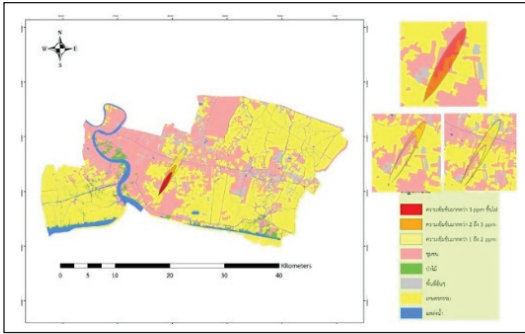 N
W E
S
0 5 10 20 30 40
Kilometers
ความเข้มข้นมากกว่า 3 ppm ขึ้นไป
ความเข้มข้นมากกว่า 2 ถึง 3 ppm
ความเข้มข้นมากกว่า 1 ถึง 2 ppm
ชุมชน
ป่าไม้
พื้นที่อื่นๆ
เกษตรกรรม
แหล่งน้ำ